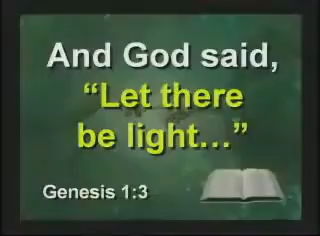 And God said,
“Let there
be light…”
Genesis 1:3